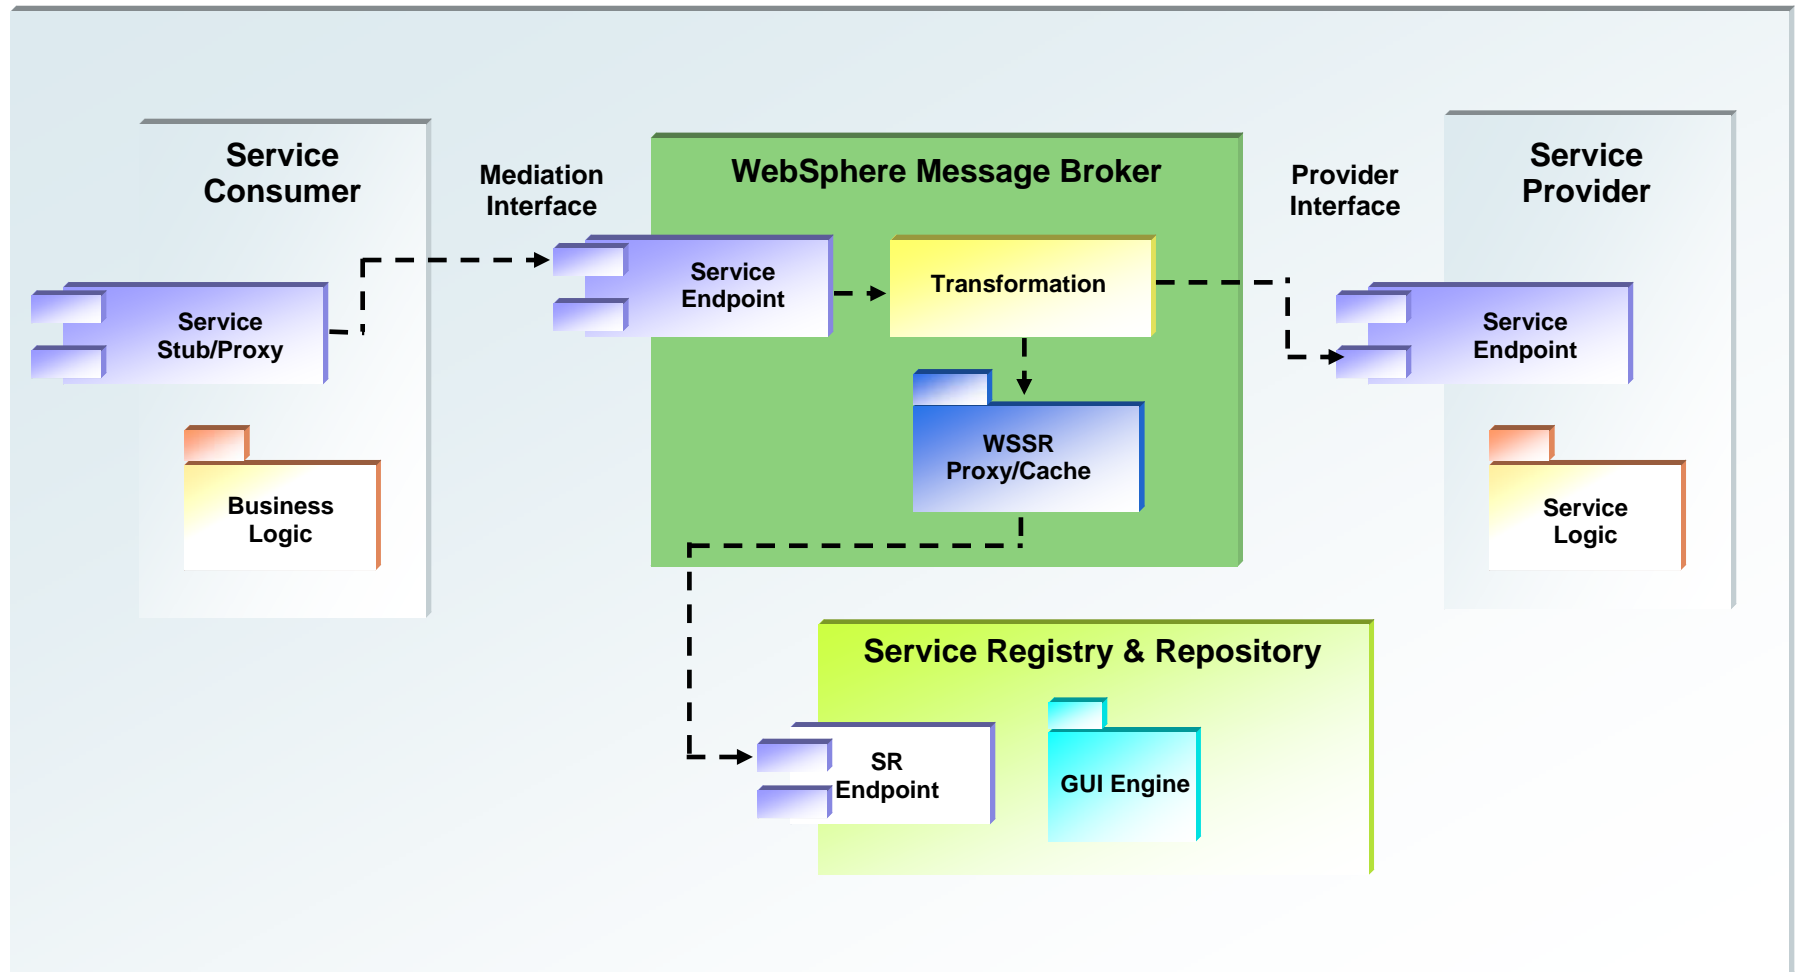 Service
Consumer
Mediation
Interface
WebSphere Message Broker
Provider
Interface
Service
Provider
Service
Stub/Proxy
Service
Endpoint
Transformation
Service
Endpoint
WSSR
Proxy/Cache
Business
Logic
Service
Logic
Service Registry & Repository
SR
Endpoint
GUI Engine